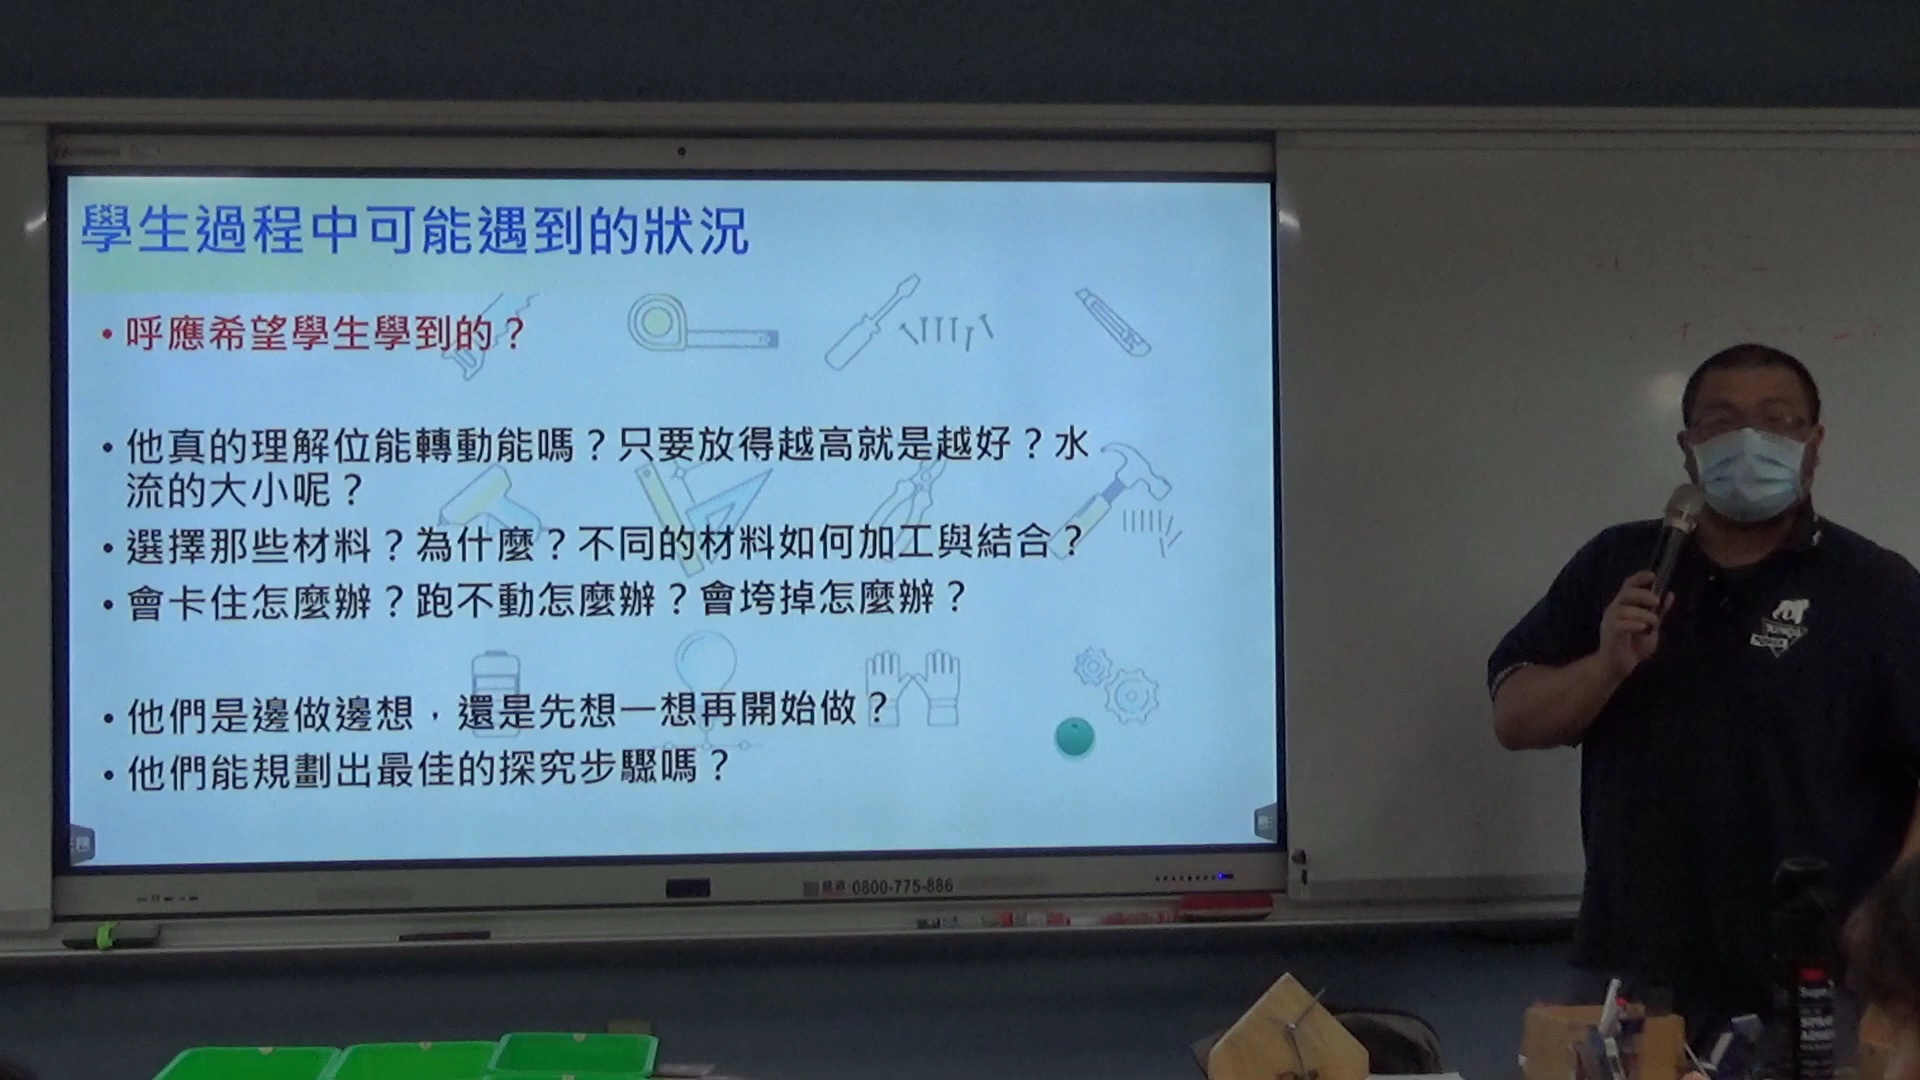 學生過程中可能遇到的狀況
•呼應希望學生學到的？
•他真的理解位能轉動能嗎？只要放得越高就是越好？水
流的大小呢？
•選擇那些材料？為什麼？不同的材料如何加工與結合？
•會卡住怎麼辦？跑不動怎麼辦？會垮掉怎麼辦？
•他們是邊做邊想，還是先想一想再開始做？
•他們能規劃出最佳的探究步驟嗎？
0800-775-886